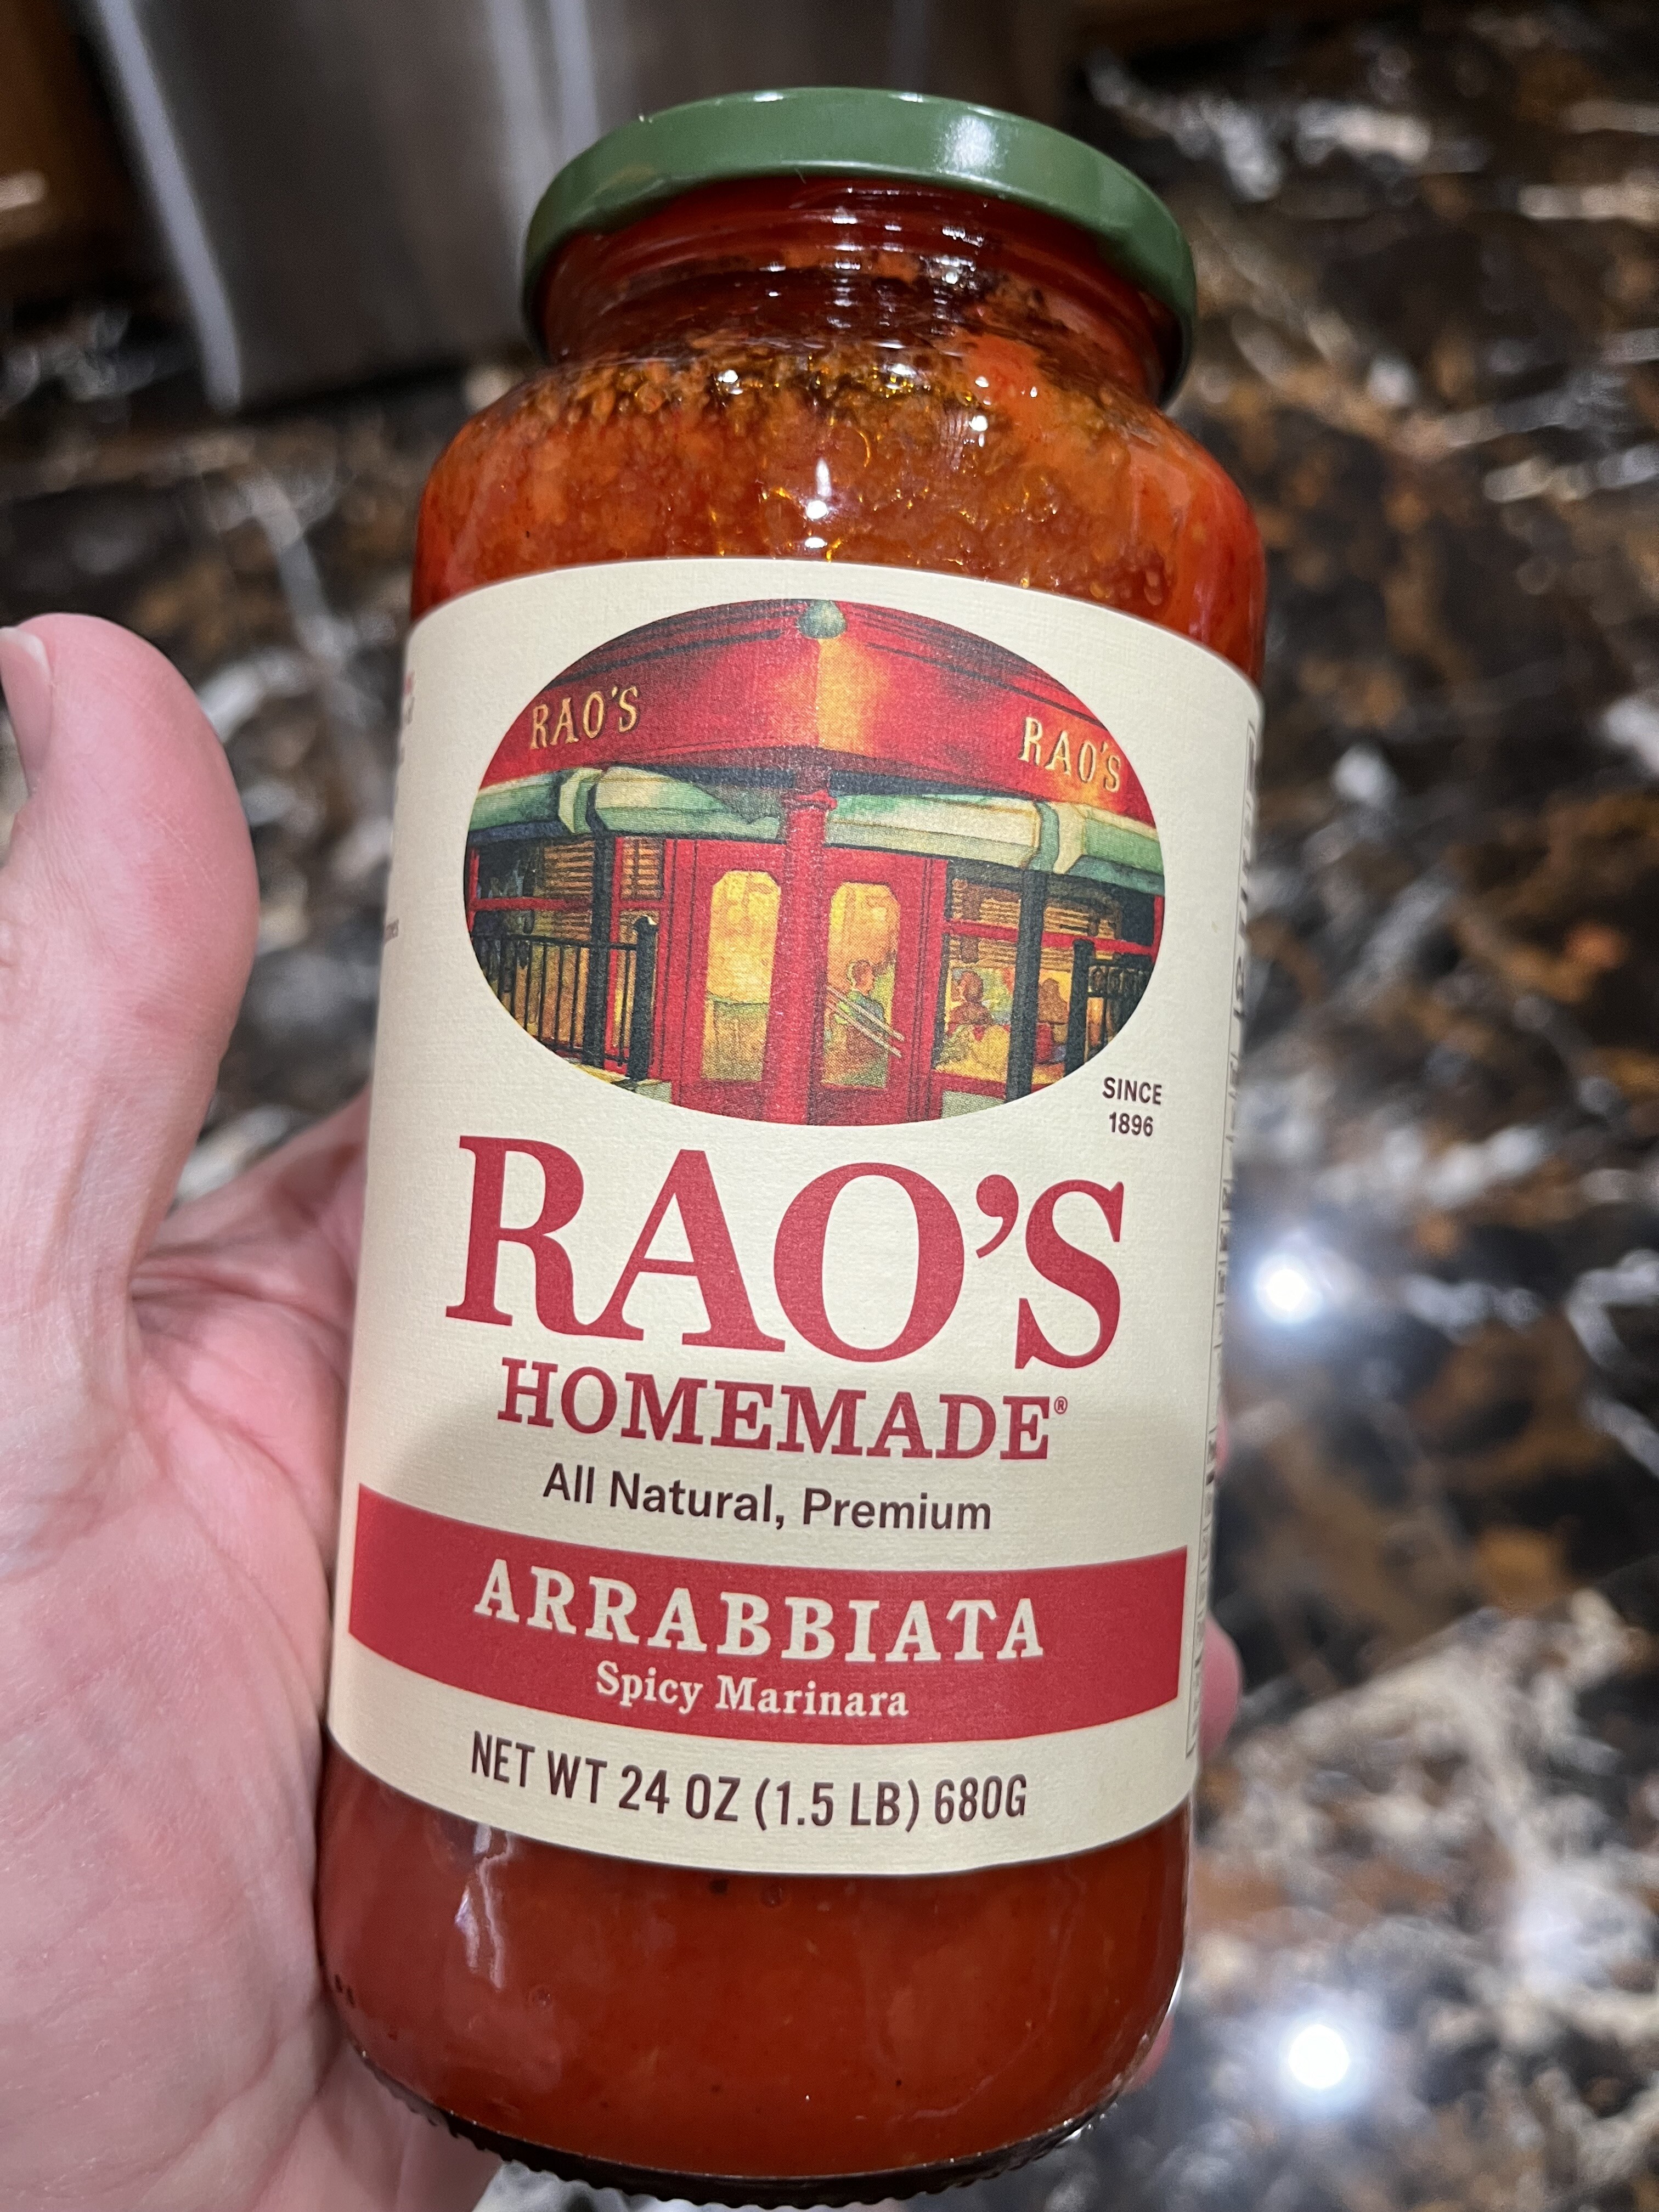 RAO'S
RAO'S
SINCE
1896
RAO'S
HOMEMADE®
All Natural, Premium
ARRABBIATA
Spicy Marinara
NET WT 24 OZ (1.5 LB) 680G